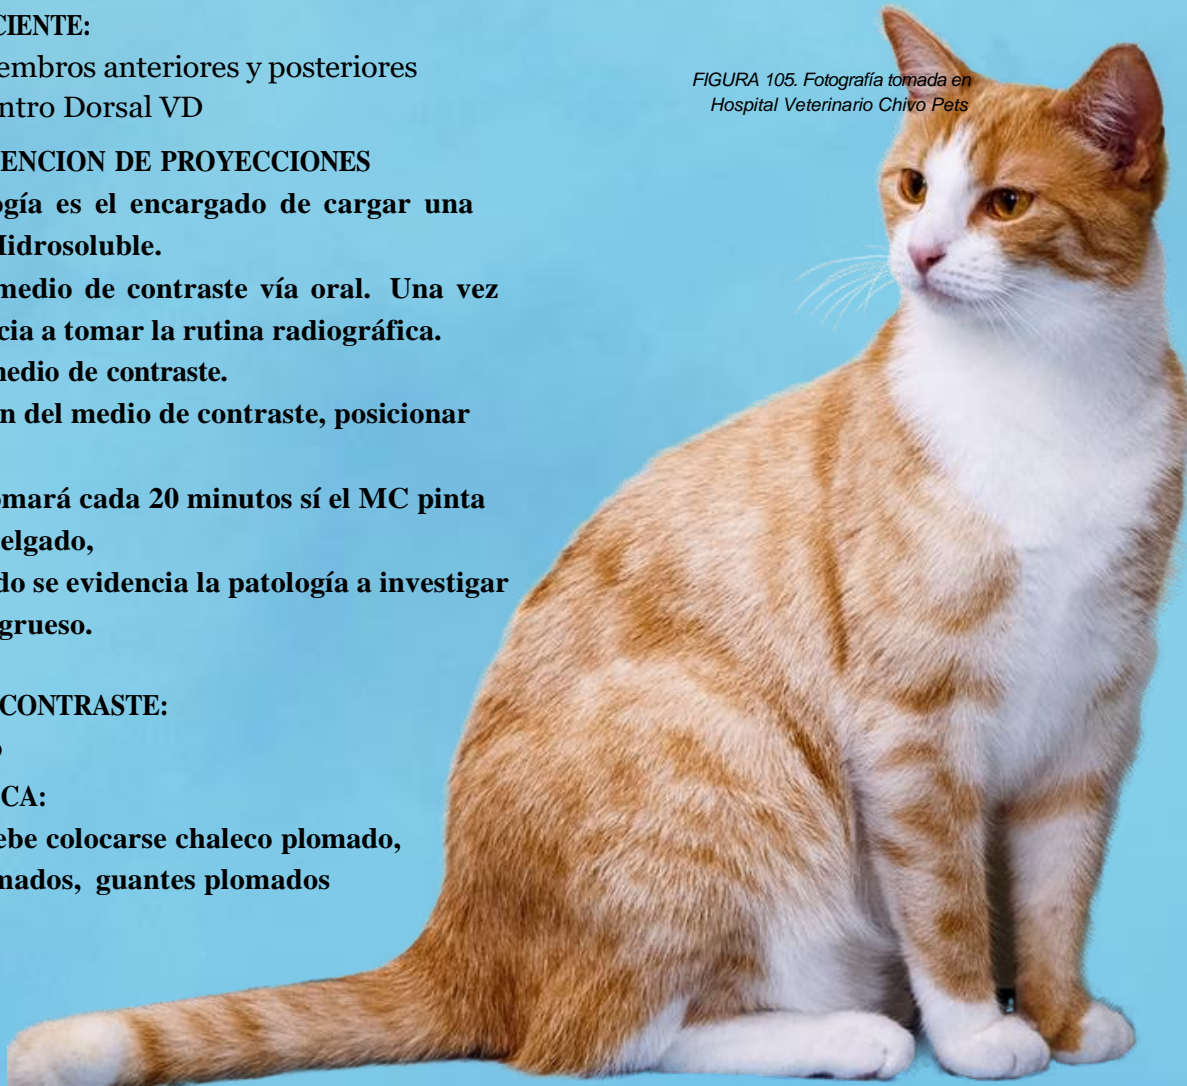 CIENTE:
embros anteriores y posteriores
ntro Dorsal VD
FIGURA 105. Fotografía tomada en
Hospital Veterinario Chivo Pets
ENCION DE PROYECCIONES
ogía es el encargado de cargar una
Hidrosoluble.
medio de contraste vía oral. Una vez
cia a tomar la rutina radiográfica.
medio de contraste.
n del medio de contraste, posicionar
omará cada 20 minutos sí el MC pinta
elgado,
do se evidencia la patología a investigar
grueso.
CONTRASTE:
CA:
ebe colocarse chaleco plomado,
mados, guantes plomados